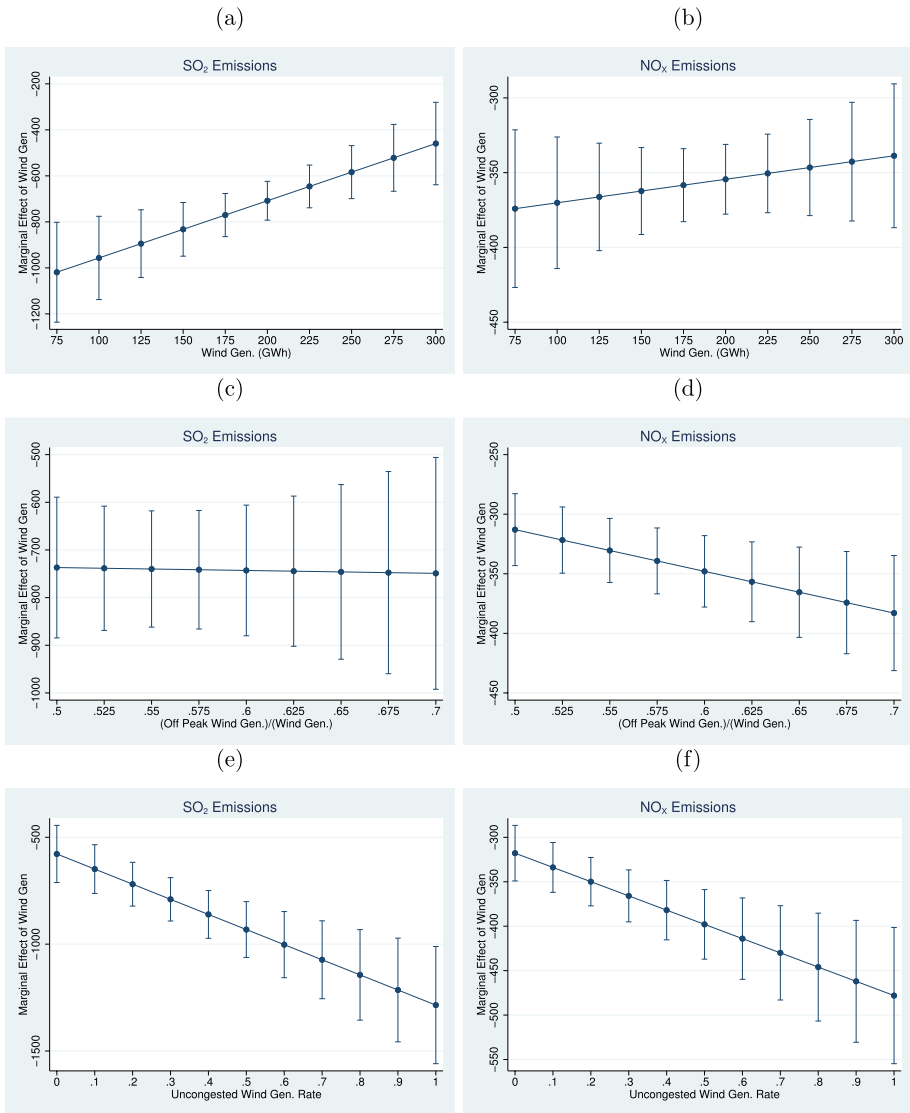 (a)
SO₂ Emissions
Marginal Effect of Wind Gen
−200
−400
−600
−800
−1000
−1200
75 100 125 150 175 200 225 250 275 300
Wind Gen. (GWh)
(b)
NOₓ Emissions
Marginal Effect of Wind Gen
−300
−350
−400
−450
75 100 125 150 175 200 225 250 275 300
Wind Gen. (GWh)
(c)
SO₂ Emissions
Marginal Effect of Wind Gen
−500
−600
−700
−800
−900
−1000
.5 .525 .55 .575 .6 .625 .65 .675 .7
(Off Peak Wind Gen.)/(Wind Gen.)
(d)
NOₓ Emissions
Marginal Effect of Wind Gen
−250
−300
−350
−400
−450
.5 .525 .55 .575 .6 .625 .65 .675 .7
(Off Peak Wind Gen.)/(Wind Gen.)
(e)
SO₂ Emissions
Marginal Effect of Wind Gen
−500
−1000
−1500
0 .1 .2 .3 .4 .5 .6 .7 .8 .9 1
Uncongested Wind Gen. Rate
(f)
NOₓ Emissions
Marginal Effect of Wind Gen
−300
−350
−400
−450
−500
−550
0 .1 .2 .3 .4 .5 .6 .7 .8 .9 1
Uncongested Wind Gen. Rate